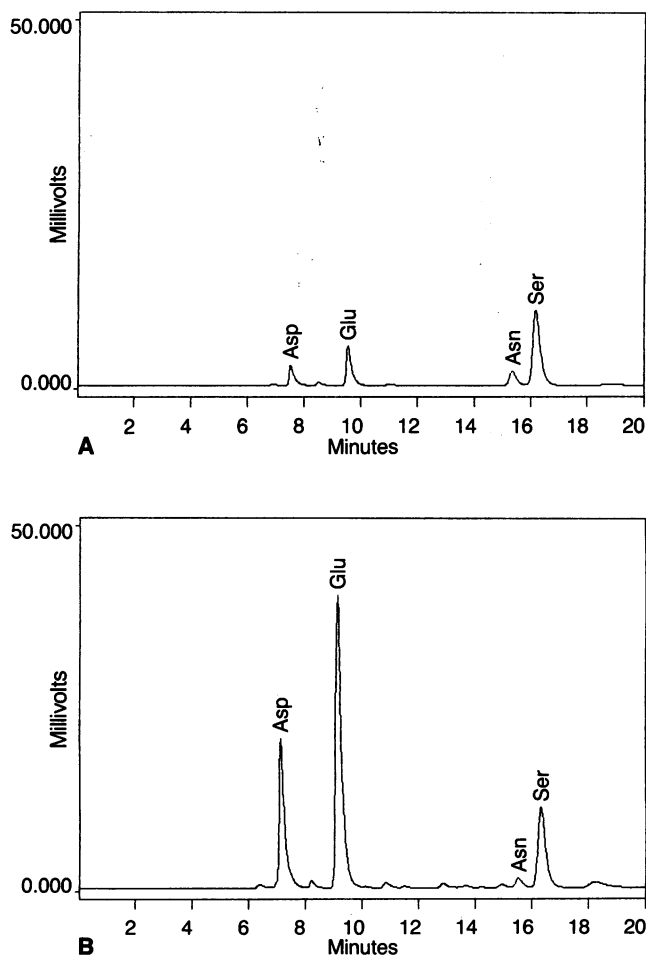 50.000
Millivolts
Asp
Glu
Asn
Ser
0.000
2 4 6 8 10 12 14 16 18 20
A
Minutes
50.000
Millivolts
Asp
Glu
Asn
Ser
0.000
2 4 6 8 10 12 14 16 18 20
B
Minutes